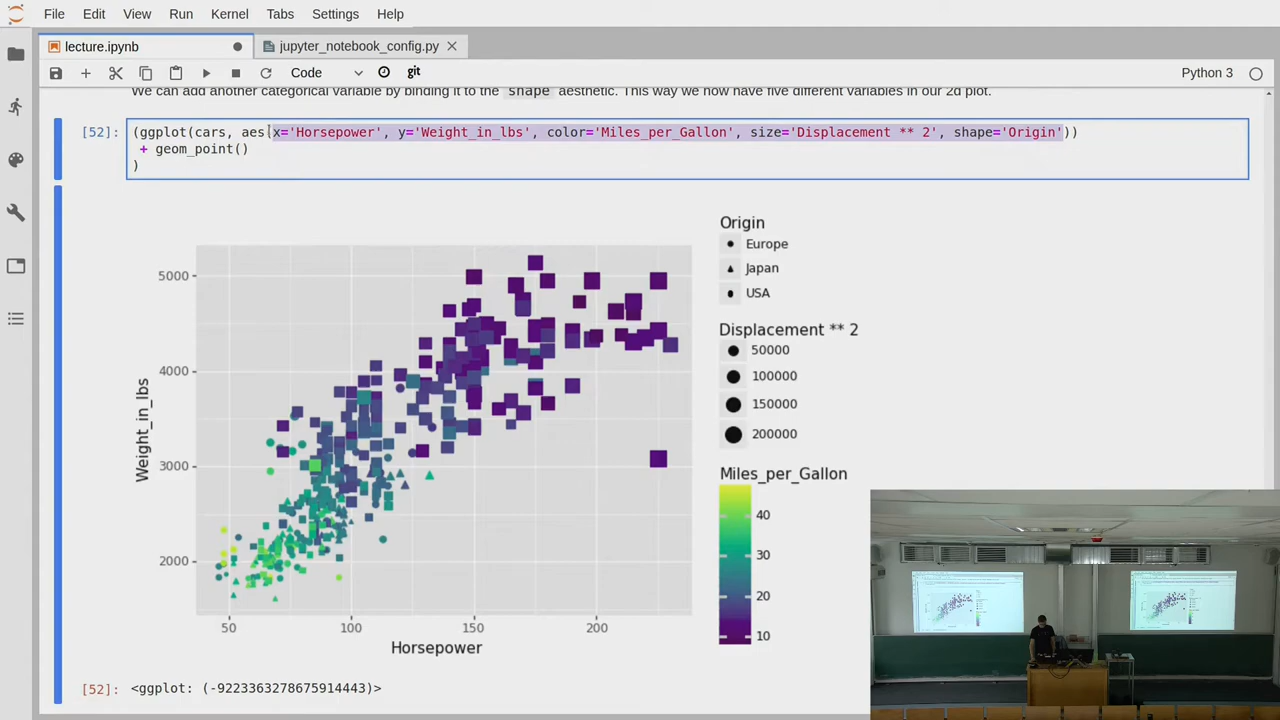 File Edit View Run Kernel Tabs Settings Help
lecture.ipynb jupyter_notebook_config.py
Code git Python 3
We can add another categorical variable by binding it to the shape aesthetic. This way we now have five different variables in our 2d plot.
[52]: (ggplot(cars, aes(x='Horsepower', y='Weight_in_lbs', color='Miles_per_Gallon', size='Displacement ** 2', shape='Origin'))
+ geom_point()
)
Origin
Europe
Japan
USA
Displacement ** 2
50000
100000
150000
200000
Miles_per_Gallon
40
30
20
10
5000
4000
3000
2000
Weight_in_lbs
50 100 150 200
Horsepower
[52]: <ggplot: (-9223363278675914443)>